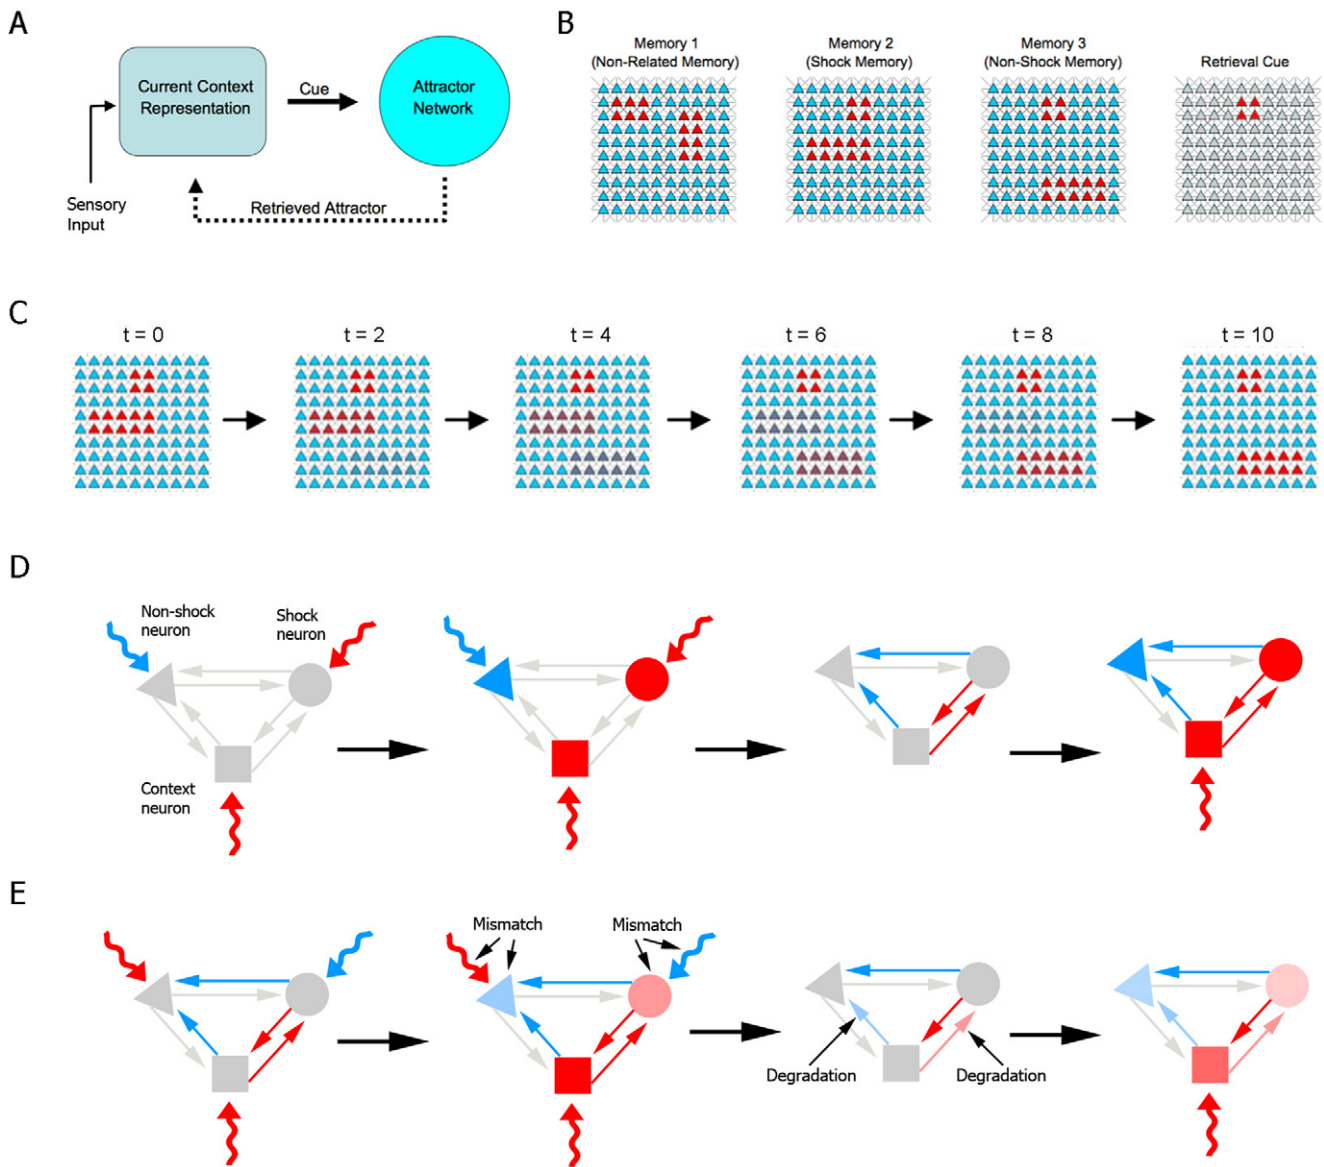 A
Current Context
Representation
Cue
Attractor
Network
Sensory
Input
Retrieved Attractor
B
Memory 1
(Non-Related Memory)
Memory 2
(Shock Memory)
Memory 3
(Non-Shock Memory)
Retrieval Cue
C
t = 0
t = 2
t = 4
t = 6
t = 8
t = 10
D
Non-shock
neuron
Shock
neuron
Context
neuron
E
Mismatch
Mismatch
Degradation
Degradation